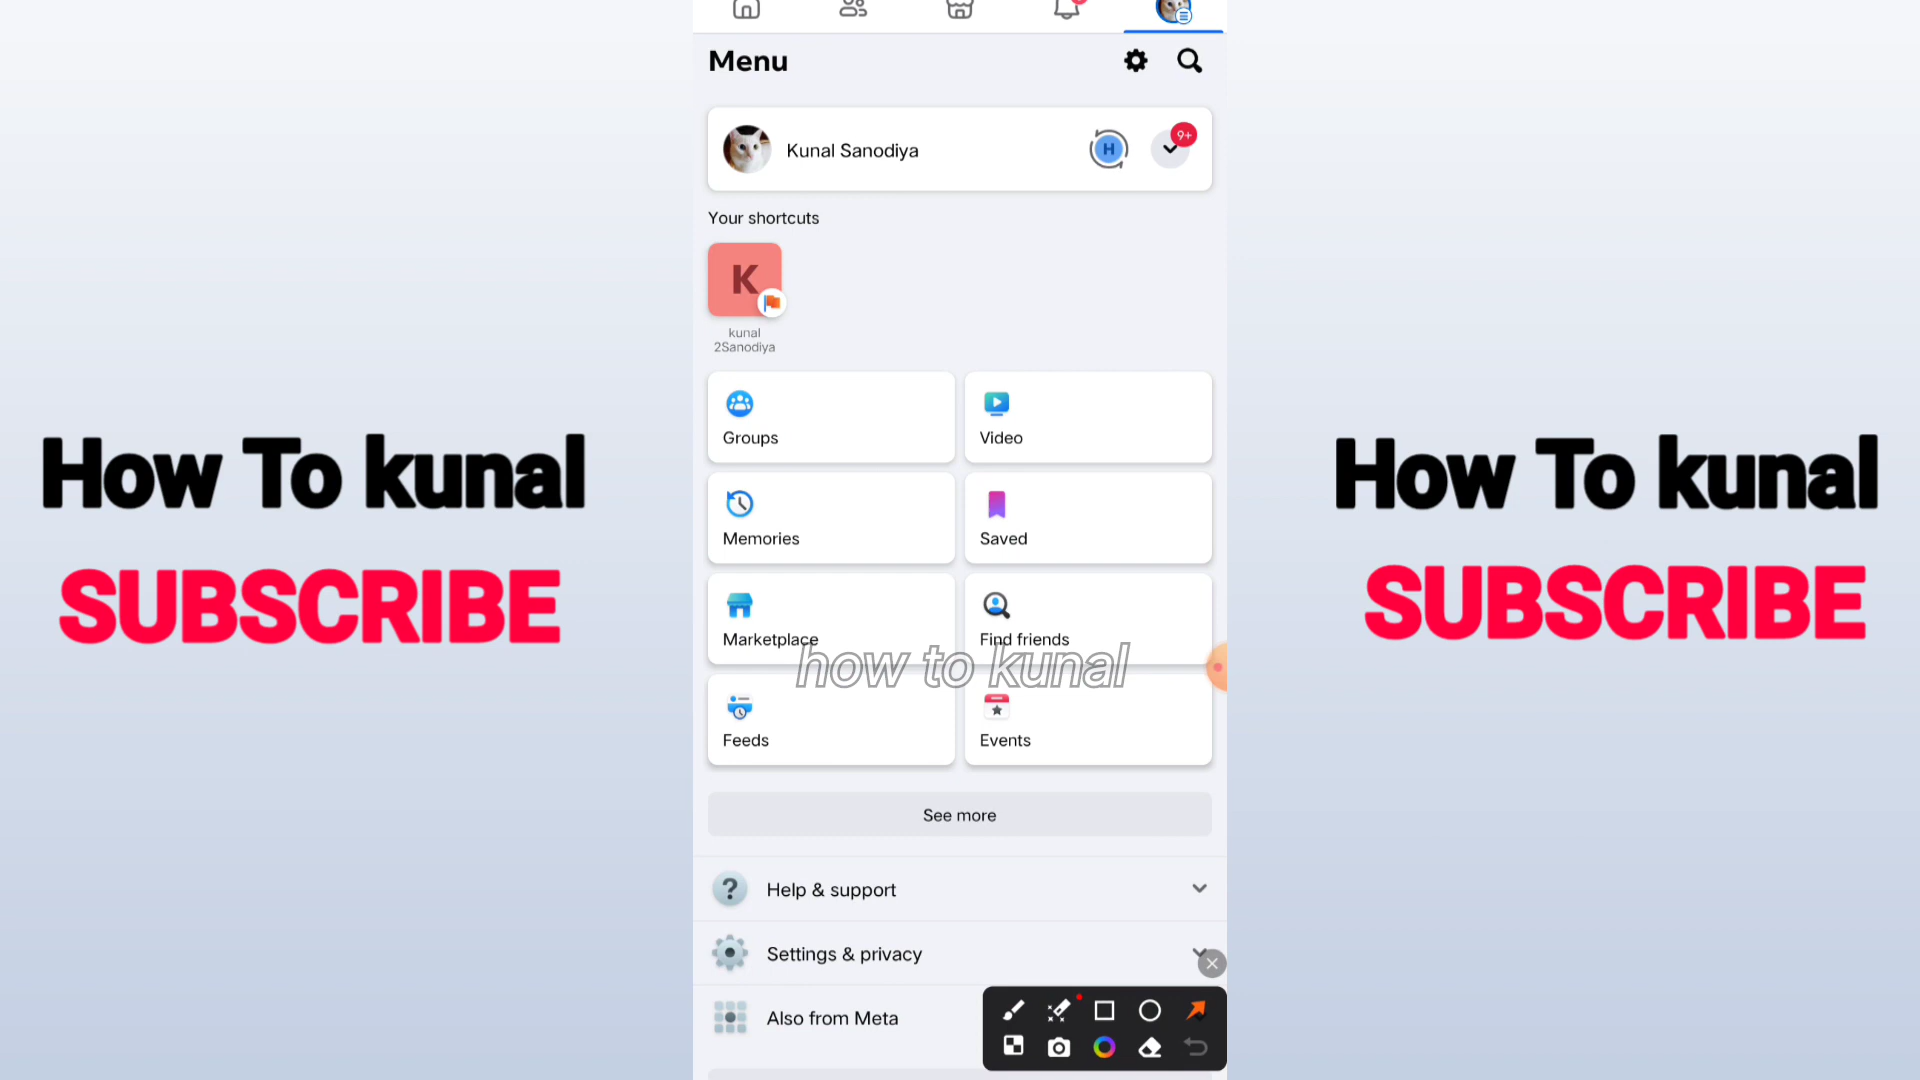 Menu
Kunal Sanodiya
H
9+
Your shortcuts
K
kunal
2Sanodiya
Groups
Video
Memories
Saved
Marketplace
Find friends
how to kunal
Feeds
Events
See more
Help & support
Settings & privacy
Also from Meta
How To kunal
SUBSCRIBE
How To kunal
SUBSCRIBE